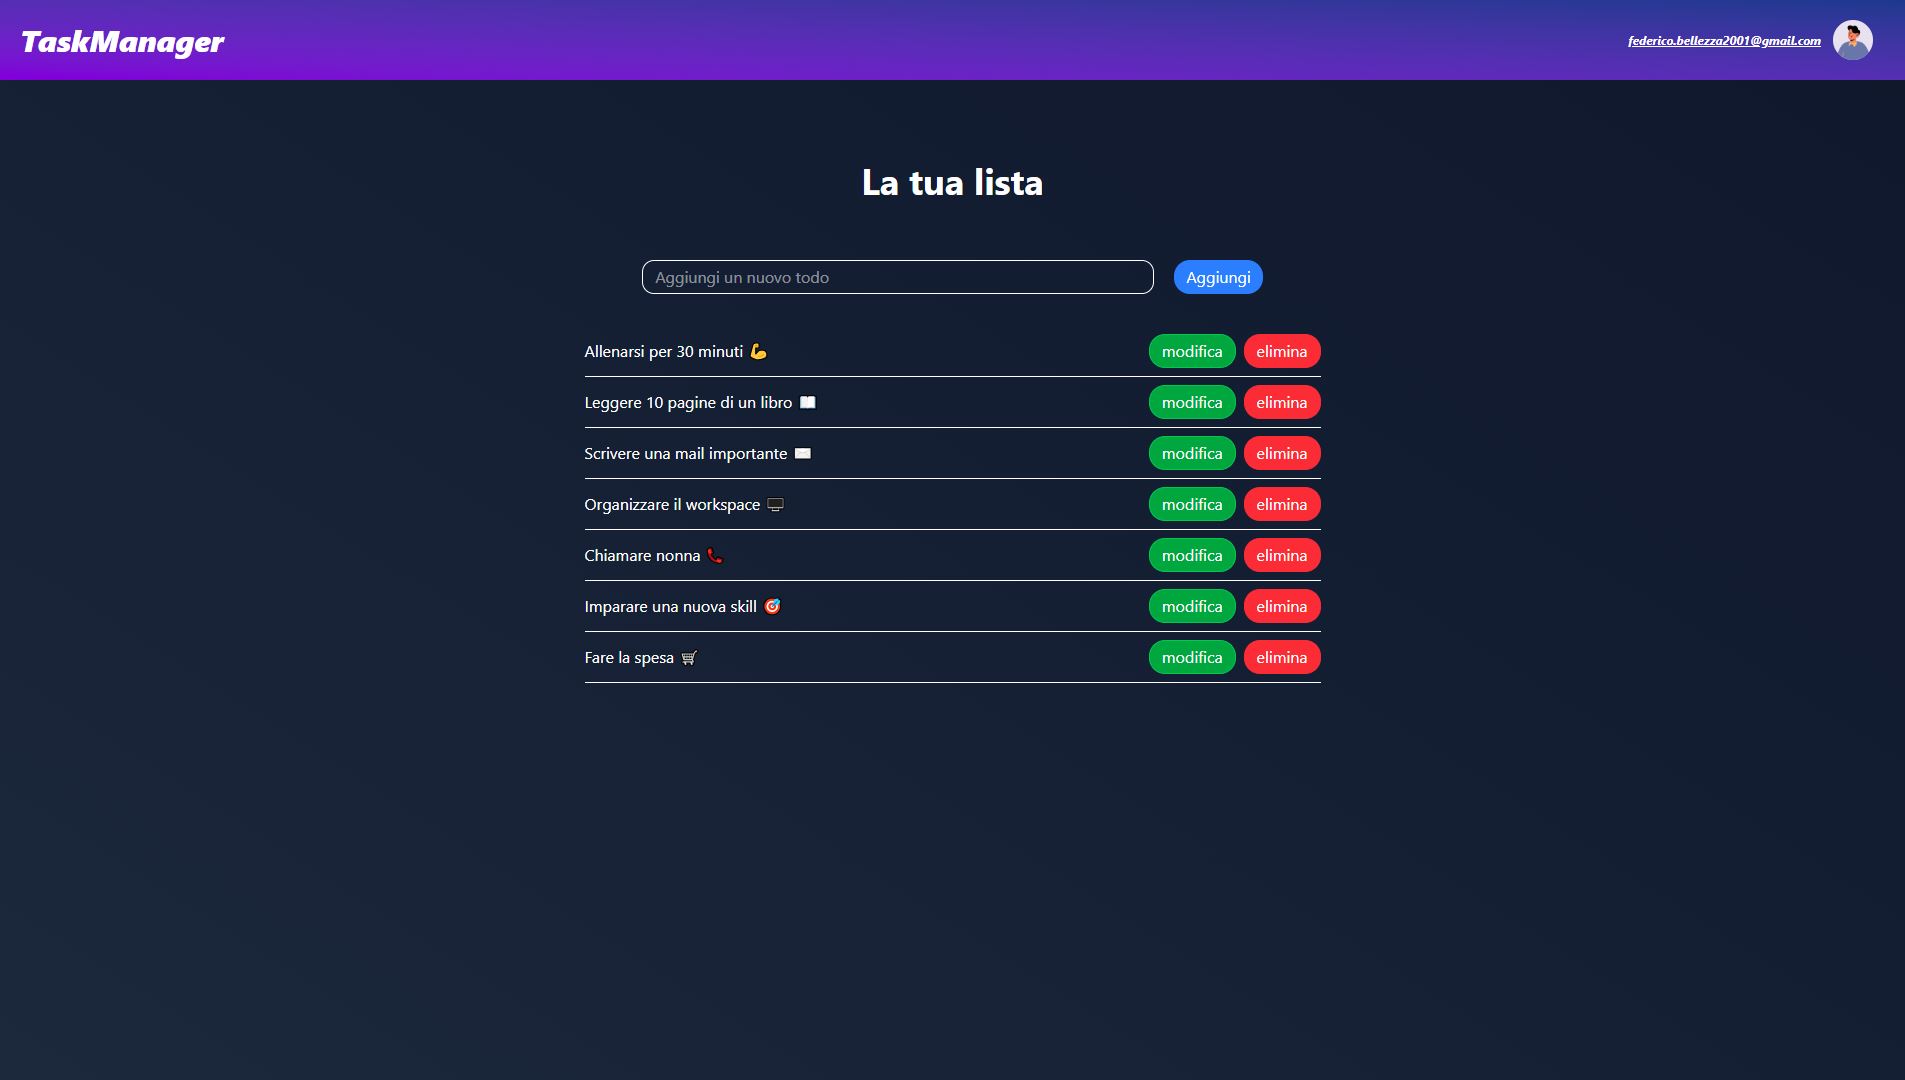 TaskManager
federico.bellezza2001@gmail.com
La tua lista
Aggiungi un nuovo todo Aggiungi
Allenarsi per 30 minuti 💪 modifica elimina
Leggere 10 pagine di un libro 📖 modifica elimina
Scrivere una mail importante ✉️ modifica elimina
Organizzare il workspace 🖥️ modifica elimina
Chiamare nonna 📞 modifica elimina
Imparare una nuova skill 🎯 modifica elimina
Fare la spesa 🛒 modifica elimina